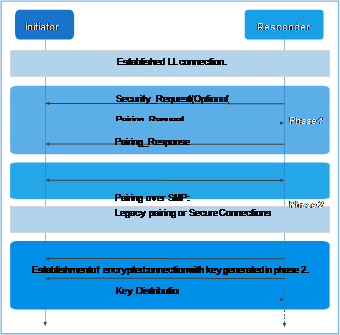 Initiator
Responder
Established LL connection.
Security_Request(Optional(
Pairing_Request
Phase 1
Pairing_Response
Pairing over SMP:
Phase 2
Legacy pairing or Secure Connections
Establishment of encrypted connection with key generated in phase 2.
Key Distributio